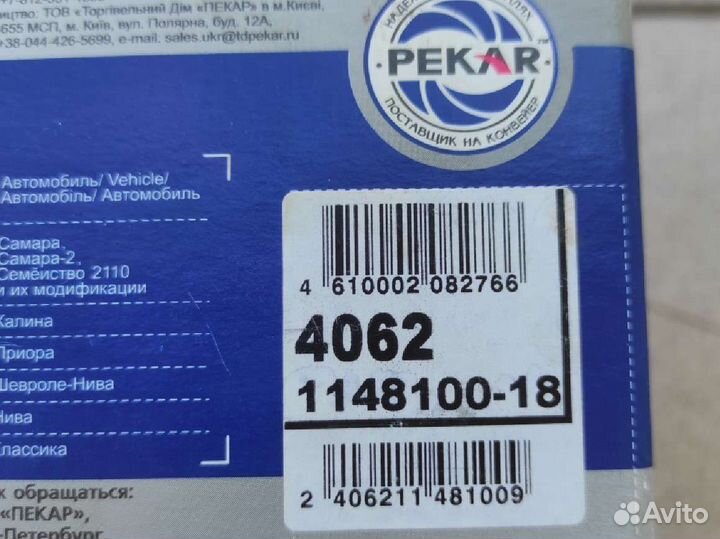 ництво: ТОВ «Торгівельний Дім «ПЕКАР» в м.Києві,
655 МСП, м. Київ, вул. Полярна, буд. 12А,
+38-044-426-5699, e-mail. sales.ukr@tdpekar.ru
PEKAR
ПОСТАВЩИК НА КОНВЕЙЕР
Автомобиль/ Vehicle/
Автомобіль/ Автомобиль
Самара,
Самара-2,
Семейство 2110
и их модификации
Калина
Приора
Шевроле-Нива
Нива
Классика
к обращаться:
«ПЕКАР»,
-Петербург
4 610002 082766
4062
1148100-18
2 406211 481009
Avito